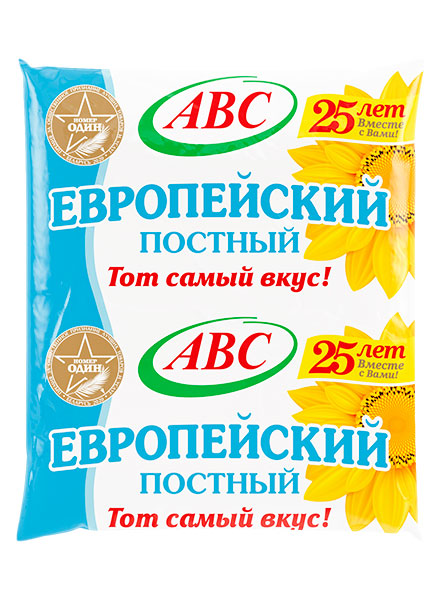 НОМЕР
ОДИН
АВС
25 лет
Вместе
с Вами!
ЕВРОПЕЙСКИЙ
ПОСТНЫЙ
Тот самый вкус!
НОМЕР
ОДИН
АВС
25 лет
Вместе
с Вами!
ЕВРОПЕЙСКИЙ
ПОСТНЫЙ
Тот самый вкус!